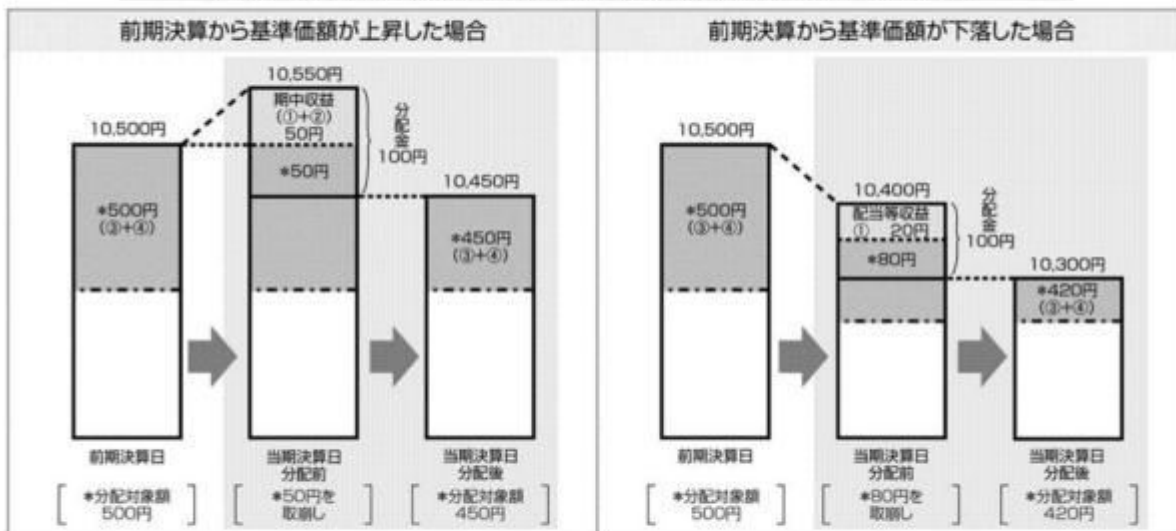 前期決算から基準価額が上昇した場合
10,550円
期中収益
(①+②)
50円
*50円
分配金
100円
10,500円
*500円
(③+④)
10,450円
*450円
(③+④)
前期決算日
当期決算日
分配前
当期決算日
分配後
*分配対象額
500円
*50円を
取崩し
*分配対象額
450円
前期決算から基準価額が下落した場合
10,500円
*500円
(③+④)
10,400円
配当等収益
① 20円
*80円
分配金
100円
10,300円
*420円
(③+④)
前期決算日
当期決算日
分配前
当期決算日
分配後
*分配対象額
500円
*80円を
取崩し
*分配対象額
420円